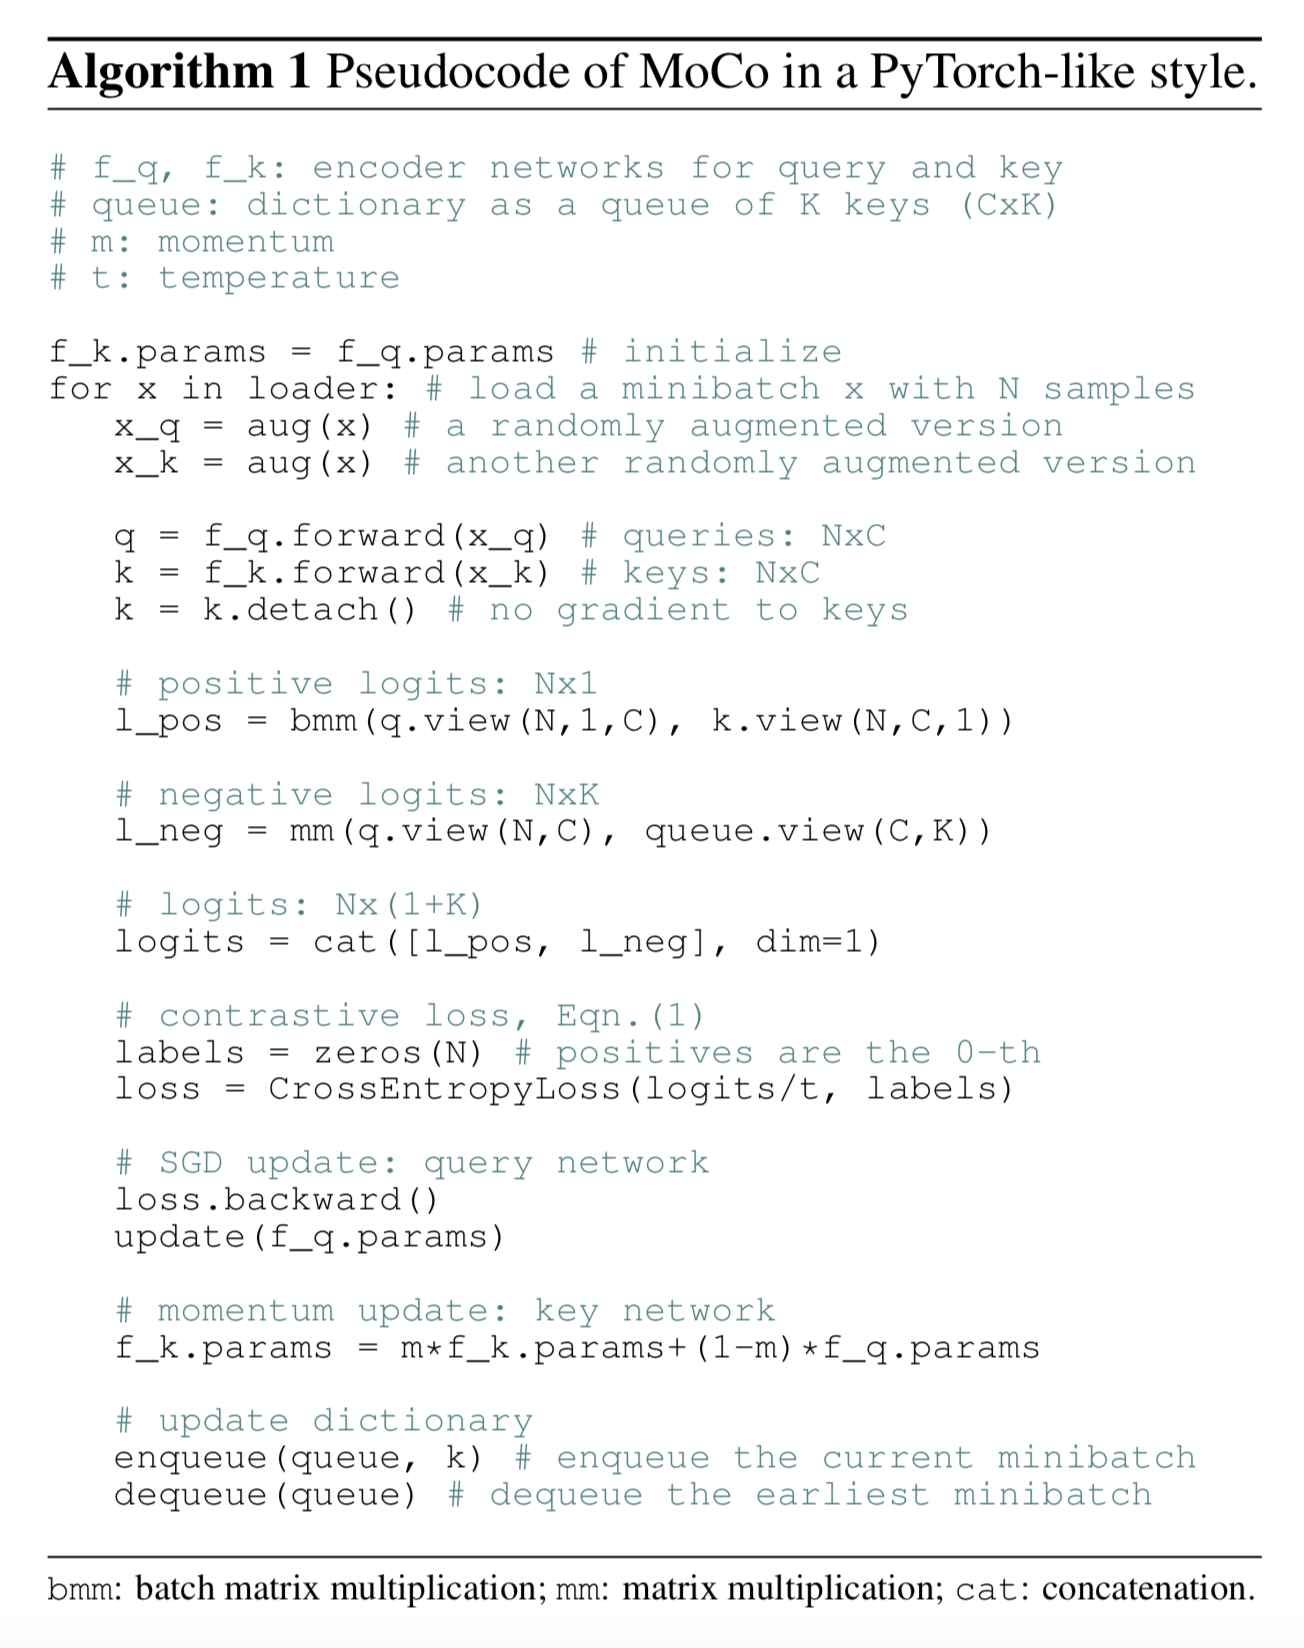 Algorithm 1 Pseudocode of MoCo in a PyTorch-like style.
# f_q, f_k: encoder networks for query and key
# queue: dictionary as a queue of K keys (CxK)
# m: momentum
# t: temperature
f_k.params = f_q.params # initialize
for x in loader: # load a minibatch x with N samples
    x_q = aug(x) # a randomly augmented version
    x_k = aug(x) # another randomly augmented version
    q = f_q.forward(x_q) # queries: NxC
    k = f_k.forward(x_k) # keys: NxC
    k = k.detach() # no gradient to keys
    # positive logits: Nx1
    l_pos = bmm(q.view(N,1,C), k.view(N,C,1))
    # negative logits: NxK
    l_neg = mm(q.view(N,C), queue.view(C,K))
    # logits: Nx(1+K)
    logits = cat([l_pos, l_neg], dim=1)
    # contrastive loss, Eqn.(1)
    labels = zeros(N) # positives are the 0-th
    loss = CrossEntropyLoss(logits/t, labels)
    # SGD update: query network
    loss.backward()
    update(f_q.params)
    # momentum update: key network
    f_k.params = m*f_k.params+(1-m)*f_q.params
    # update dictionary
    enqueue(queue, k) # enqueue the current minibatch
    dequeue(queue) # dequeue the earliest minibatch
bmm: batch matrix multiplication; mm: matrix multiplication; cat: concatenation.